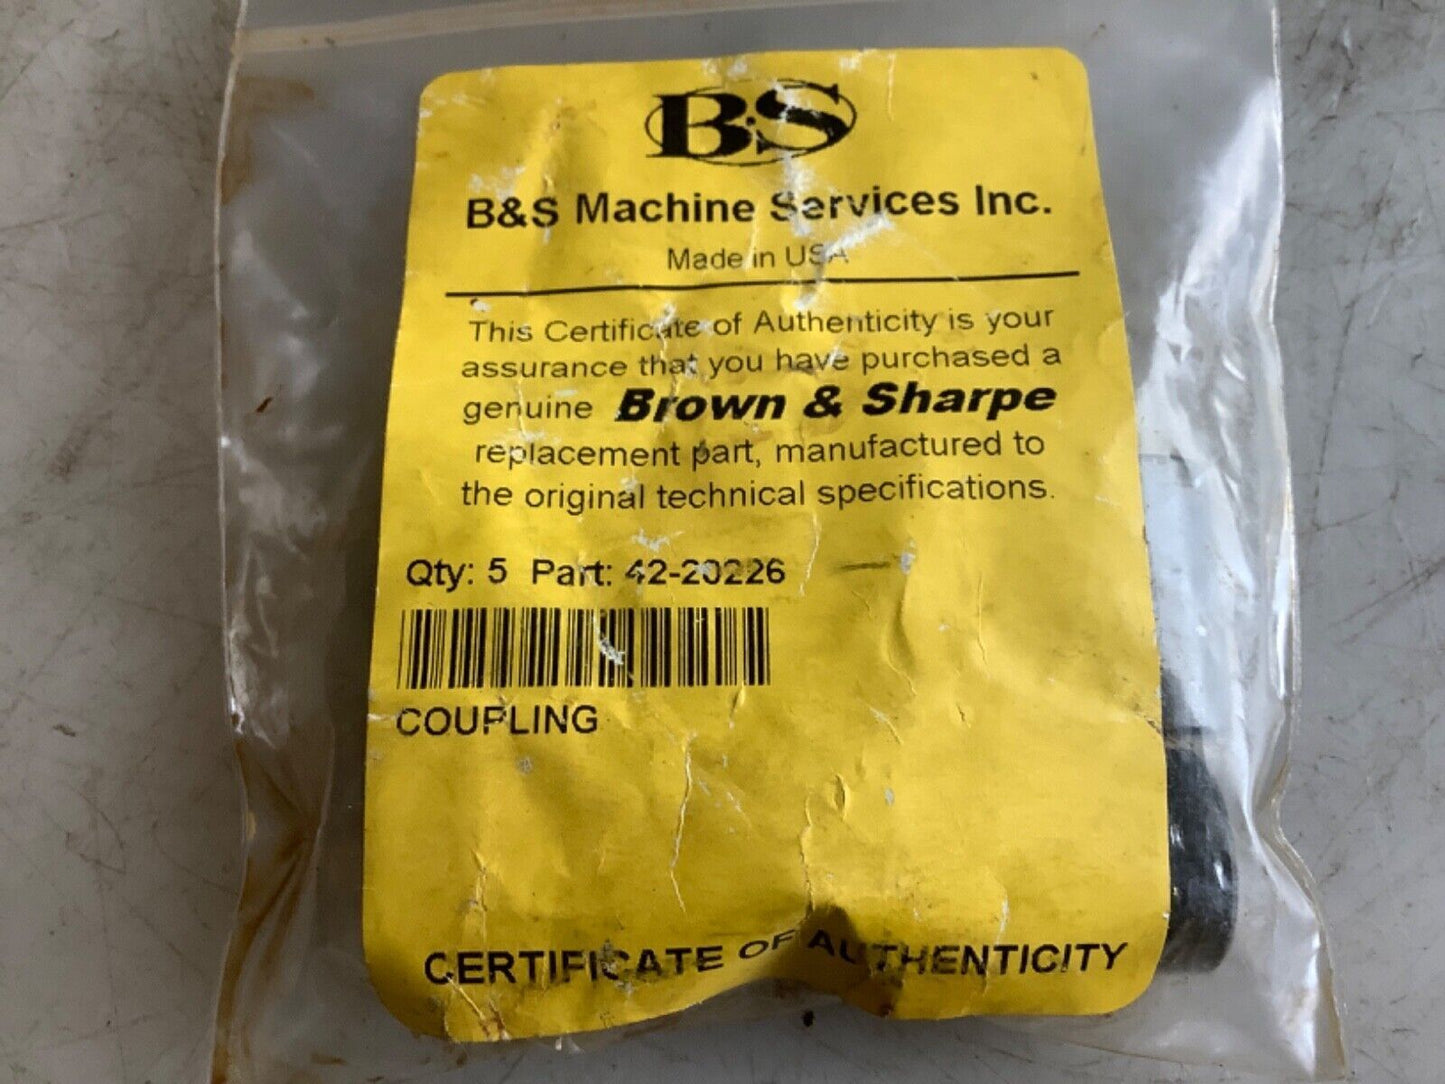 B&S
B&S Machine Services Inc.
Made in USA
This Certificate of Authenticity is your
assurance that you have purchased a
genuine Brown & Sharpe
replacement part, manufactured to
the original technical specifications.
Qty: 5 Part: 42-20226
COUPLING
CERTIFICATE OF AUTHENTICITY